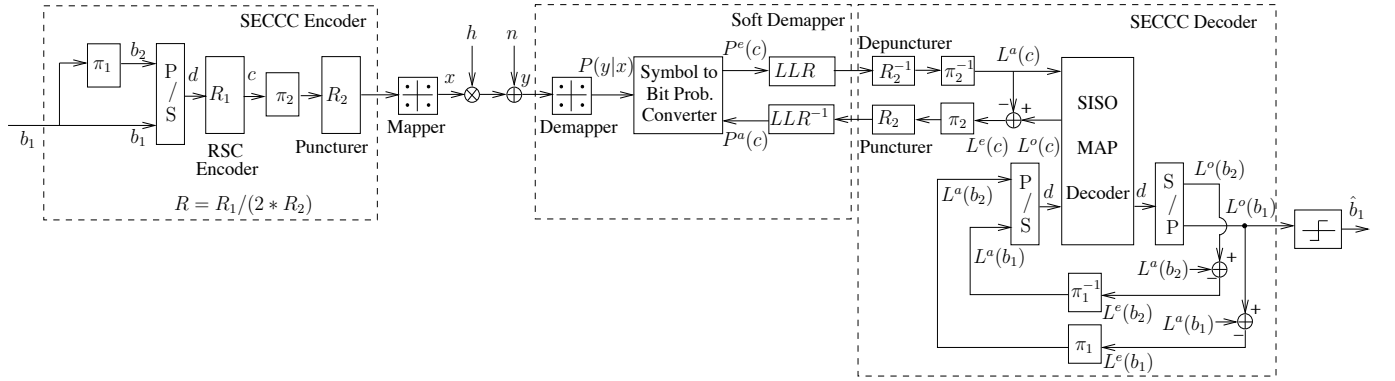 SECCC Encoder
Soft Demapper
SECCC Decoder
π₁
b₂
P
/
S
d
R₁
c
π₂
R₂
b₁
b₁
RSC
Encoder
Puncturer
R = R₁/(2 * R₂)
Mapper
x
h
n
y
Demapper
P(y|x)
Symbol to
Bit Prob.
Converter
Pᵉ(c)
Pᵃ(c)
LLR
LLR⁻¹
Depuncturer
R₂⁻¹
π₂⁻¹
Lᵃ(c)
R₂
π₂
Puncturer
−
+
Lᵉ(c)
Lᵒ(c)
SISO
MAP
Decoder
Lᵃ(b₂)
P
/
S
d
Lᵃ(b₁)
d
S
/
P
Lᵒ(b₂)
Lᵒ(b₁)
b̂₁
Lᵃ(b₂)
+
−
π₁⁻¹
Lᵉ(b₂)
Lᵃ(b₁)
+
−
π₁
Lᵉ(b₁)